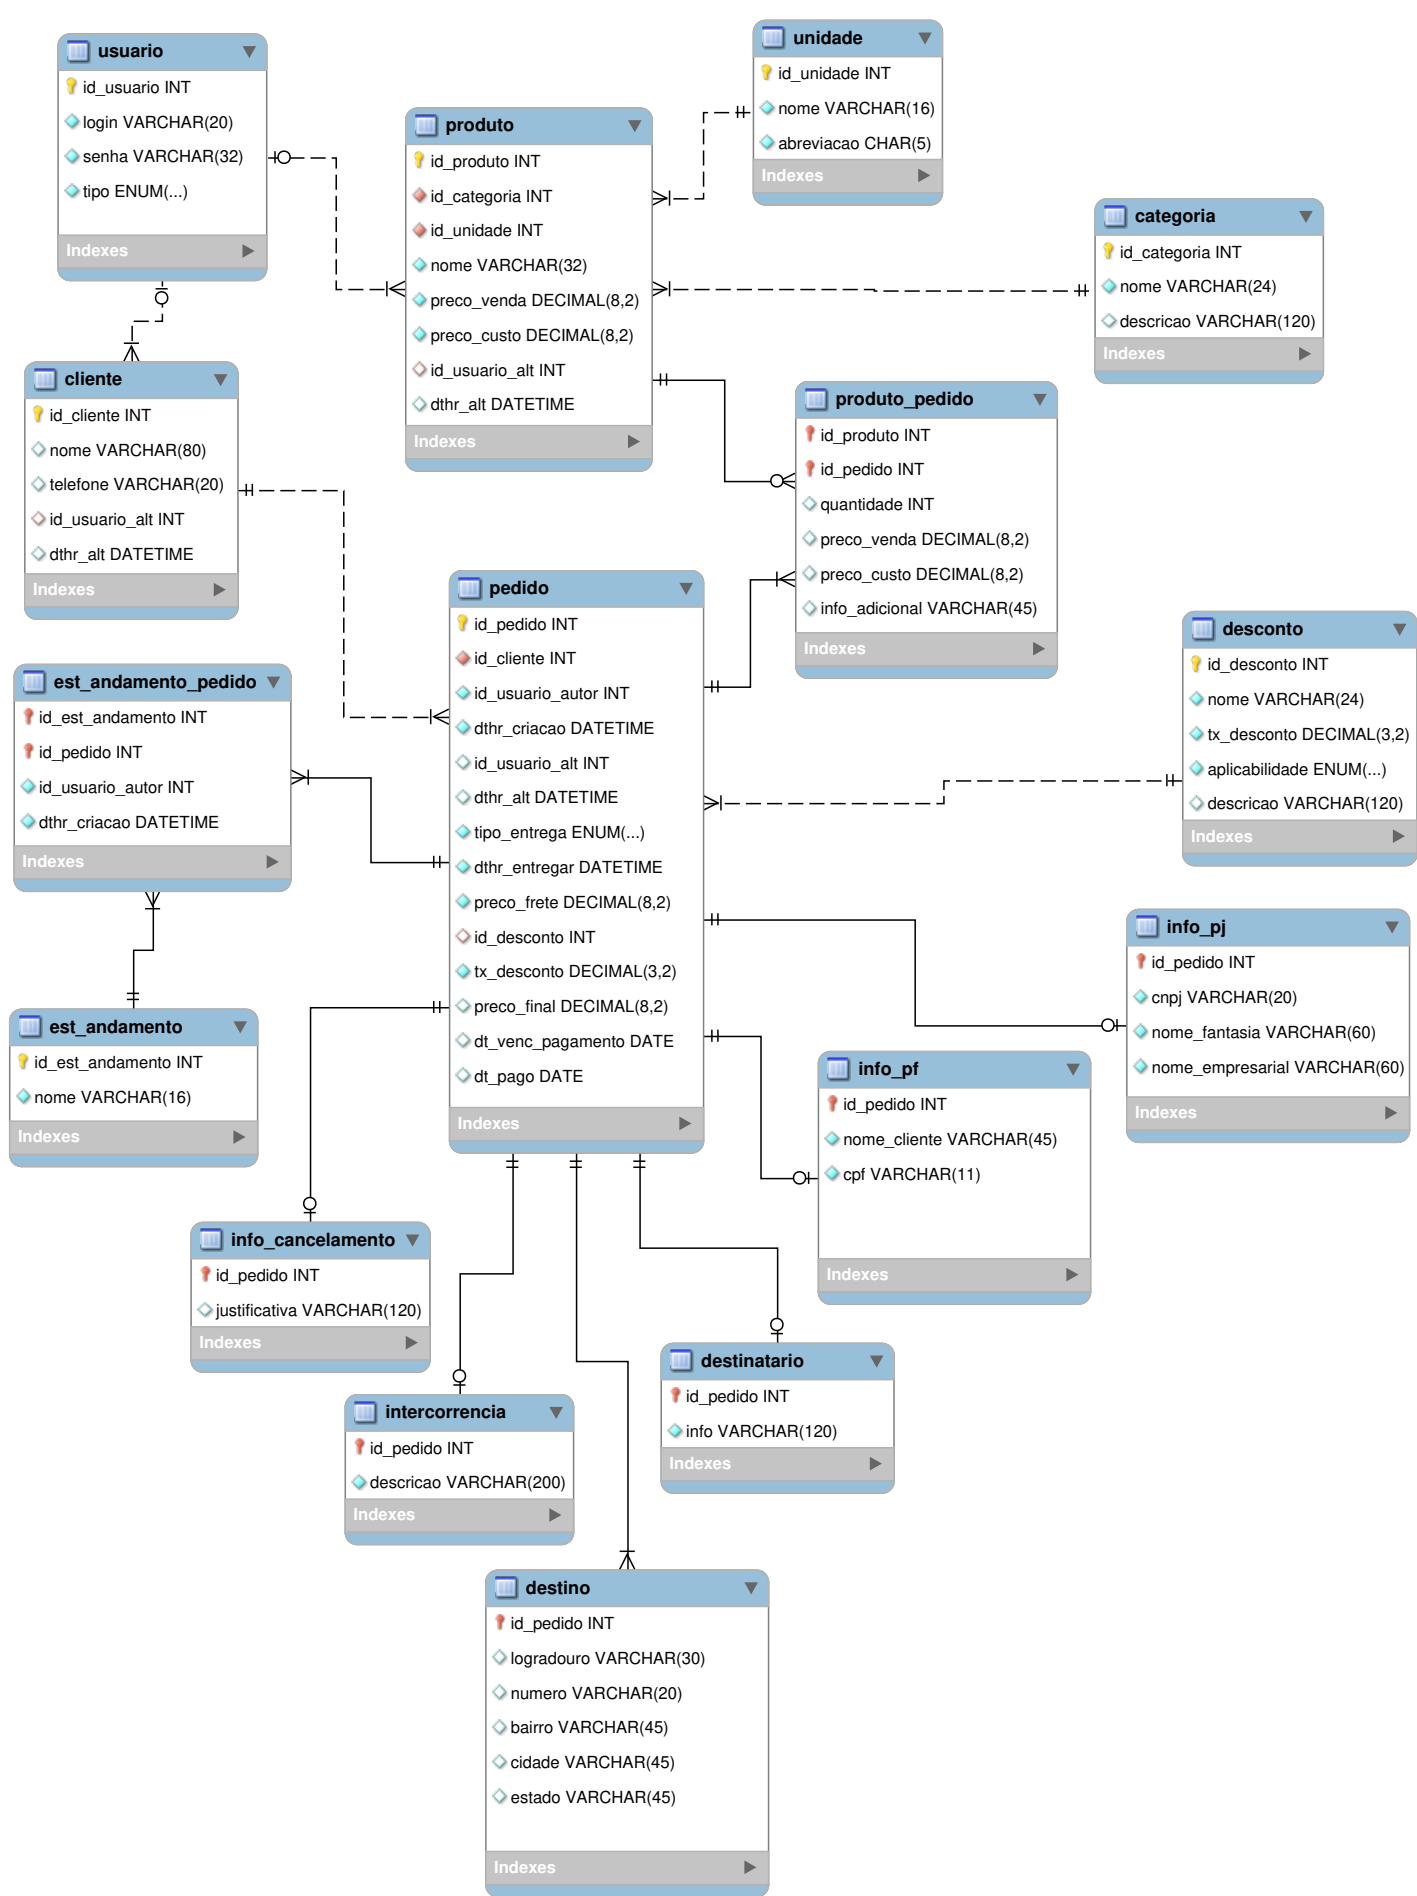 usuario
id_usuario INT
login VARCHAR(20)
senha VARCHAR(32)
tipo ENUM(...)
Indexes
unidade
id_unidade INT
nome VARCHAR(16)
abreviacao CHAR(5)
Indexes
produto
id_produto INT
id_categoria INT
id_unidade INT
nome VARCHAR(32)
preco_venda DECIMAL(8,2)
preco_custo DECIMAL(8,2)
id_usuario_alt INT
dthr_alt DATETIME
Indexes
categoria
id_categoria INT
nome VARCHAR(24)
descricao VARCHAR(120)
Indexes
cliente
id_cliente INT
nome VARCHAR(80)
telefone VARCHAR(20)
id_usuario_alt INT
dthr_alt DATETIME
Indexes
produto_pedido
id_produto INT
id_pedido INT
quantidade INT
preco_venda DECIMAL(8,2)
preco_custo DECIMAL(8,2)
info_adicional VARCHAR(45)
Indexes
pedido
id_pedido INT
id_cliente INT
id_usuario_autor INT
dthr_criacao DATETIME
id_usuario_alt INT
dthr_alt DATETIME
tipo_entrega ENUM(...)
dthr_entregar DATETIME
preco_frete DECIMAL(8,2)
id_desconto INT
tx_desconto DECIMAL(3,2)
preco_final DECIMAL(8,2)
dt_venc_pagamento DATE
dt_pago DATE
Indexes
desconto
id_desconto INT
nome VARCHAR(24)
tx_desconto DECIMAL(3,2)
aplicabilidade ENUM(...)
descricao VARCHAR(120)
Indexes
est_andamento_pedido
id_est_andamento INT
id_pedido INT
id_usuario_autor INT
dthr_criacao DATETIME
Indexes
info_pj
id_pedido INT
cnpj VARCHAR(20)
nome_fantasia VARCHAR(60)
nome_empresarial VARCHAR(60)
Indexes
est_andamento
id_est_andamento INT
nome VARCHAR(16)
Indexes
info_pf
id_pedido INT
nome_cliente VARCHAR(45)
cpf VARCHAR(11)
Indexes
info_cancelamento
id_pedido INT
justificativa VARCHAR(120)
Indexes
destinatario
id_pedido INT
info VARCHAR(120)
Indexes
intercorrencia
id_pedido INT
descricao VARCHAR(200)
Indexes
destino
id_pedido INT
logradouro VARCHAR(30)
numero VARCHAR(20)
bairro VARCHAR(45)
cidade VARCHAR(45)
estado VARCHAR(45)
Indexes